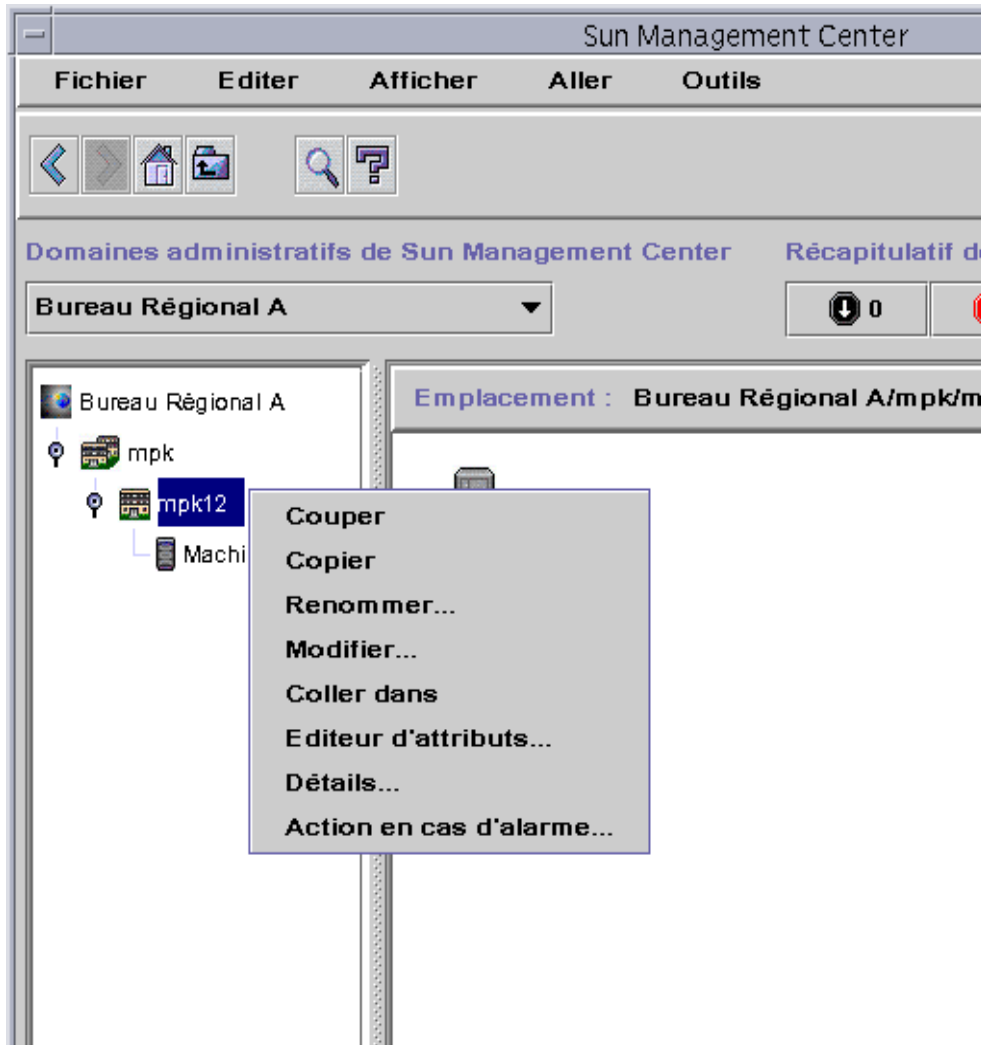 Sun Management Center
Fichier Editer Afficher Aller Outils
Domaines administratifs de Sun Management Center Récapitulatif
Bureau Régional A 0
Bureau Régional A
Emplacement : Bureau Régional A/mpk/m
mpk
mpk12
Machi
Couper
Copier
Renommer...
Modifier...
Coller dans
Editeur d'attributs...
Détails...
Action en cas d'alarme...